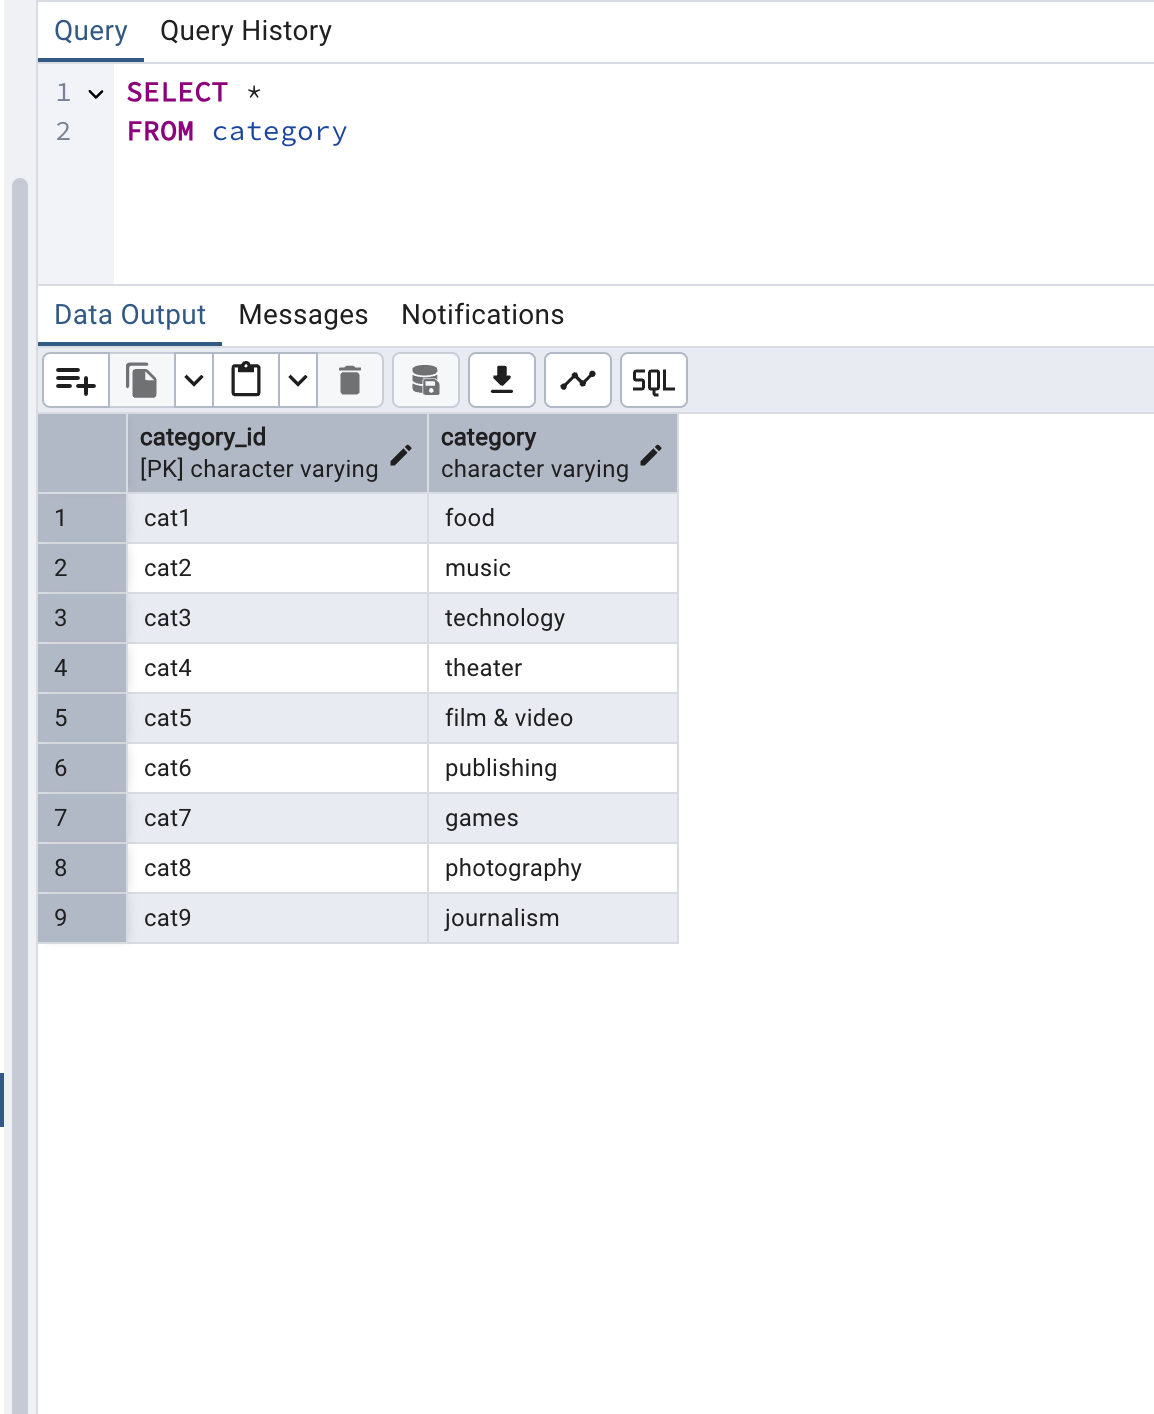 Query Query History
1 SELECT *
2 FROM category
Data Output Messages Notifications
SQL
category_id category
[PK] character varying character varying
1 cat1 food
2 cat2 music
3 cat3 technology
4 cat4 theater
5 cat5 film & video
6 cat6 publishing
7 cat7 games
8 cat8 photography
9 cat9 journalism